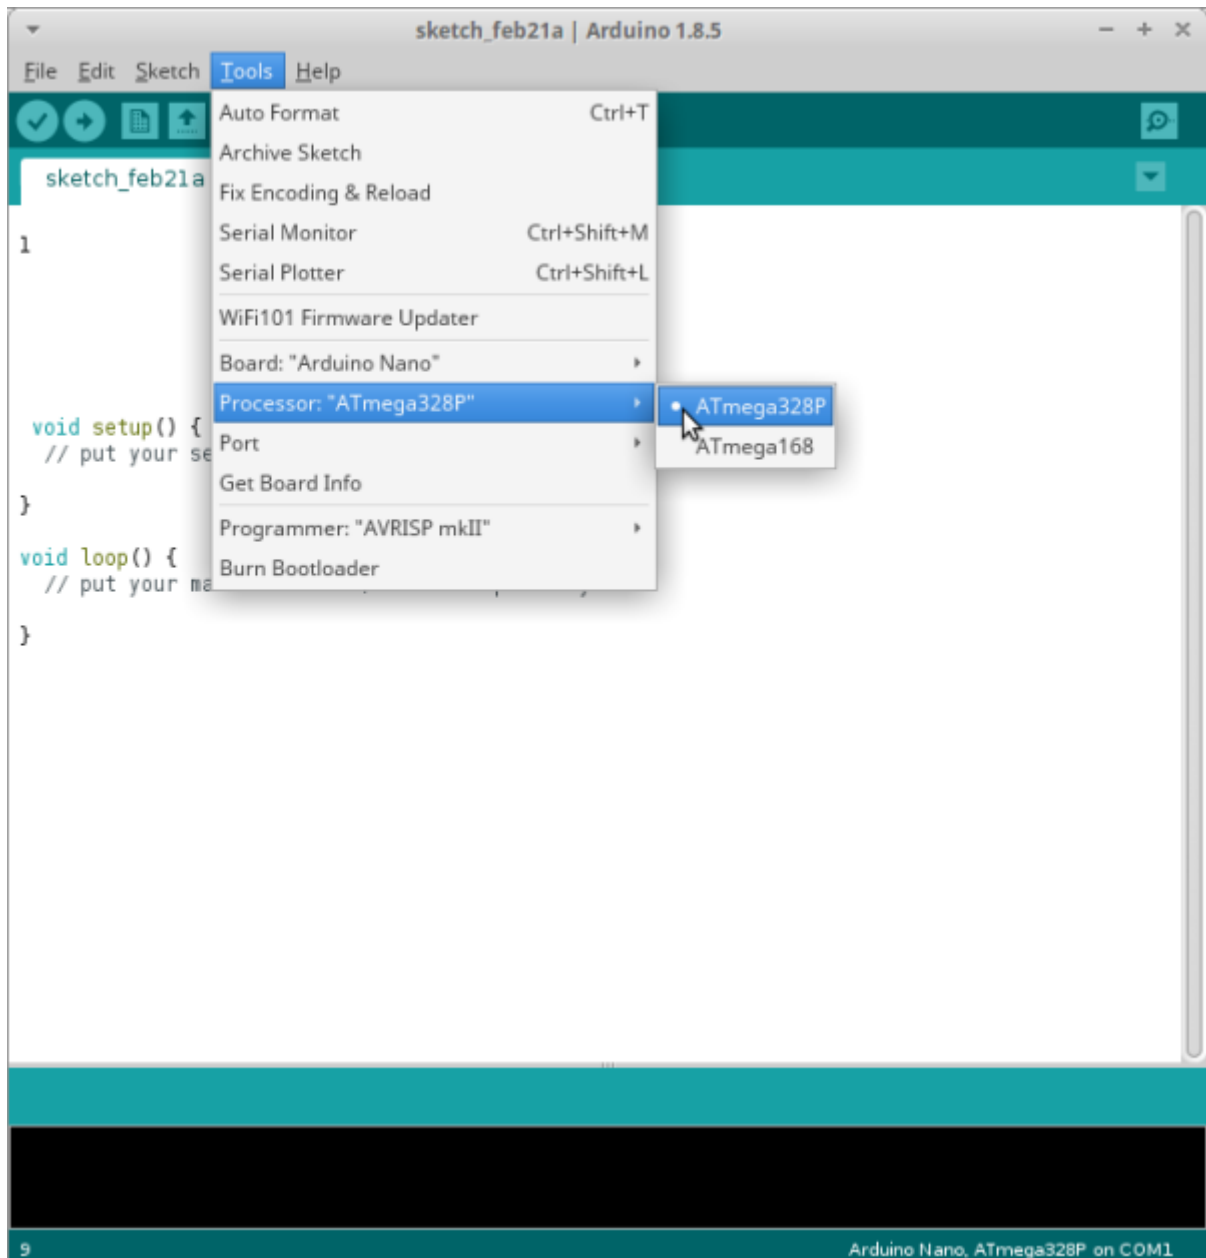 sketch_feb21a | Arduino 1.8.5
File Edit Sketch Tools Help
Auto Format Ctrl+T
Archive Sketch
sketch_feb21a
Fix Encoding & Reload
1
Serial Monitor Ctrl+Shift+M
Serial Plotter Ctrl+Shift+L
WiFi101 Firmware Updater
Board: "Arduino Nano"
Processor: "ATmega328P"
ATmega328P
ATmega168
Port
Get Board Info
Programmer: "AVRISP mkII"
Burn Bootloader
void setup() {
// put your se
}
void loop() {
// put your ma
}
9
Arduino Nano, ATmega328P on COM1